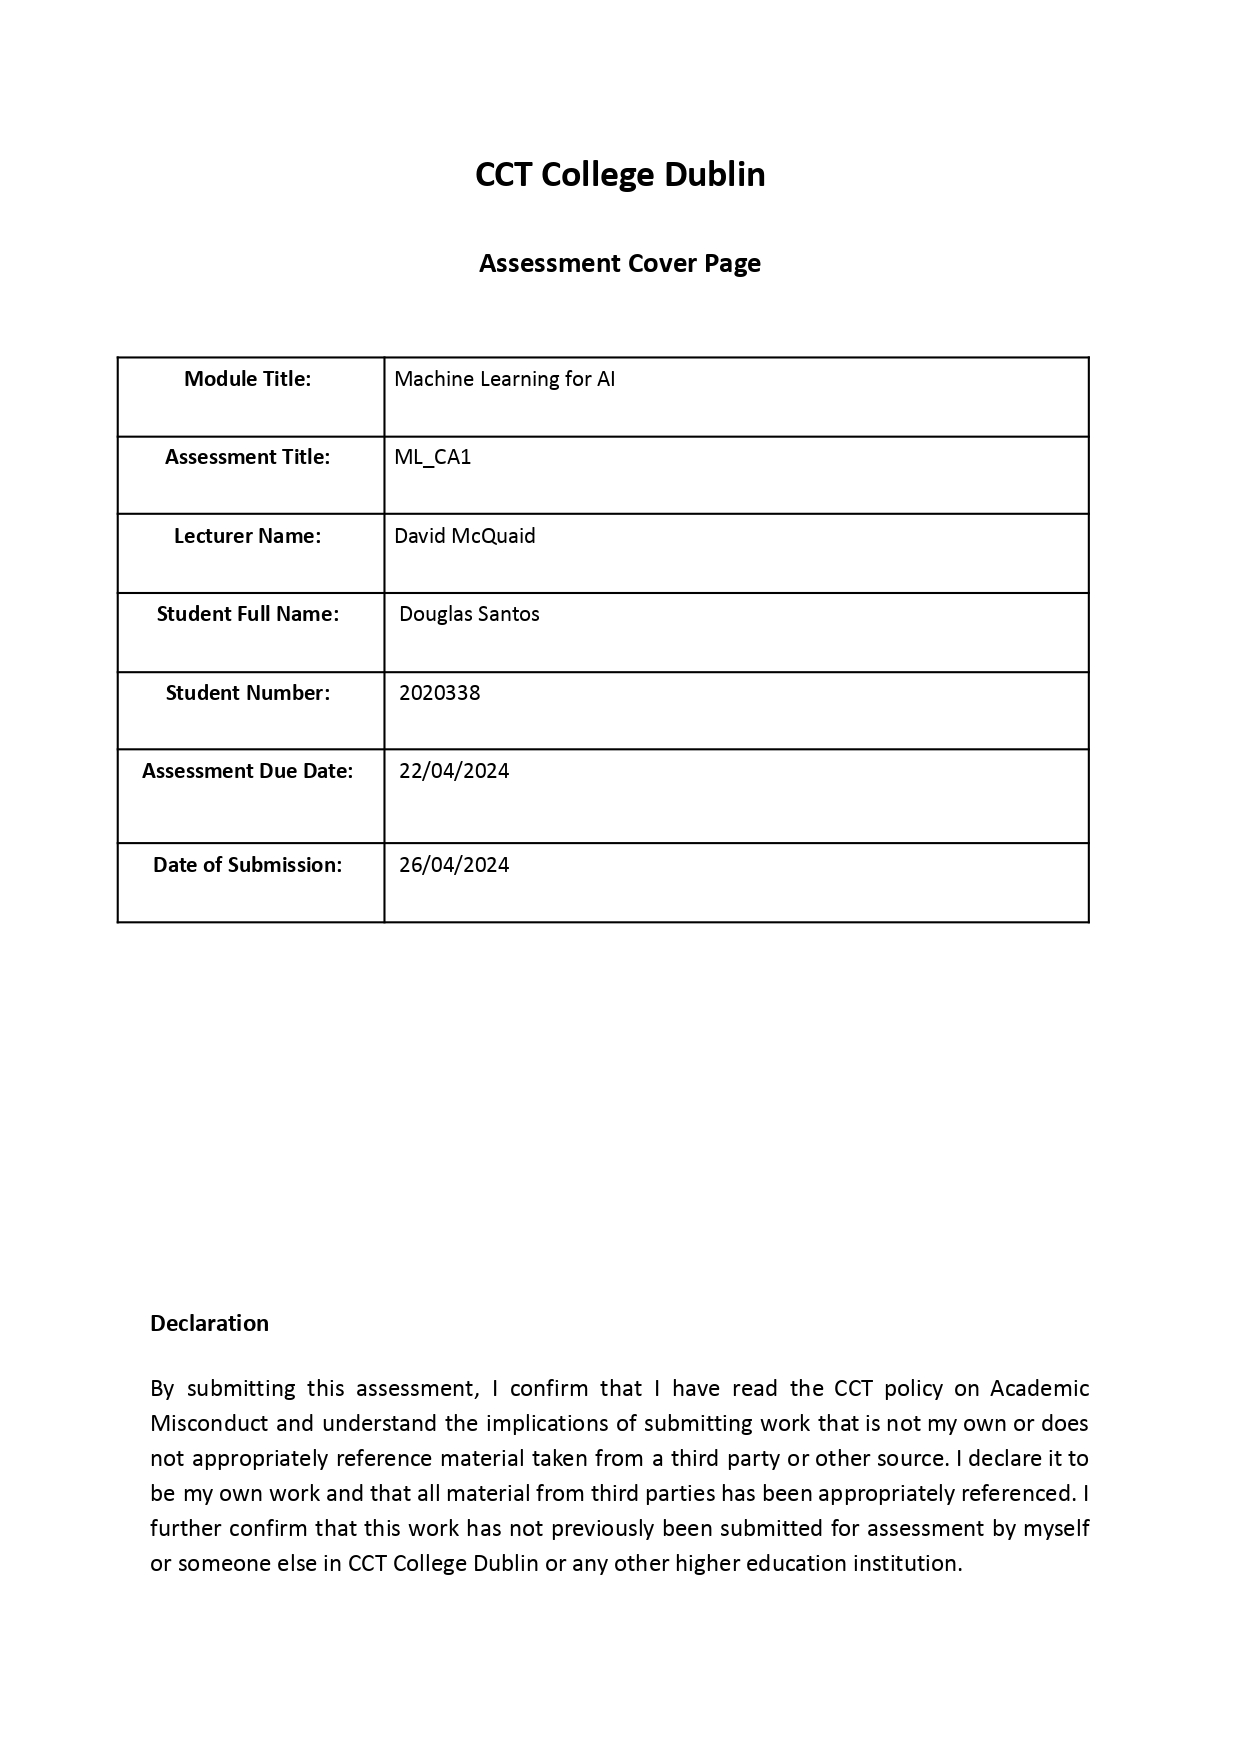 CCT College Dublin
Assessment Cover Page
Module Title: Machine Learning for AI
Assessment Title: ML_CA1
Lecturer Name: David McQuaid
Student Full Name: Douglas Santos
Student Number: 2020338
Assessment Due Date: 22/04/2024
Date of Submission: 26/04/2024
Declaration
By submitting this assessment, I confirm that I have read the CCT policy on Academic
Misconduct and understand the implications of submitting work that is not my own or does
not appropriately reference material taken from a third party or other source. I declare it to
be my own work and that all material from third parties has been appropriately referenced. I
further confirm that this work has not previously been submitted for assessment by myself
or someone else in CCT College Dublin or any other higher education institution.